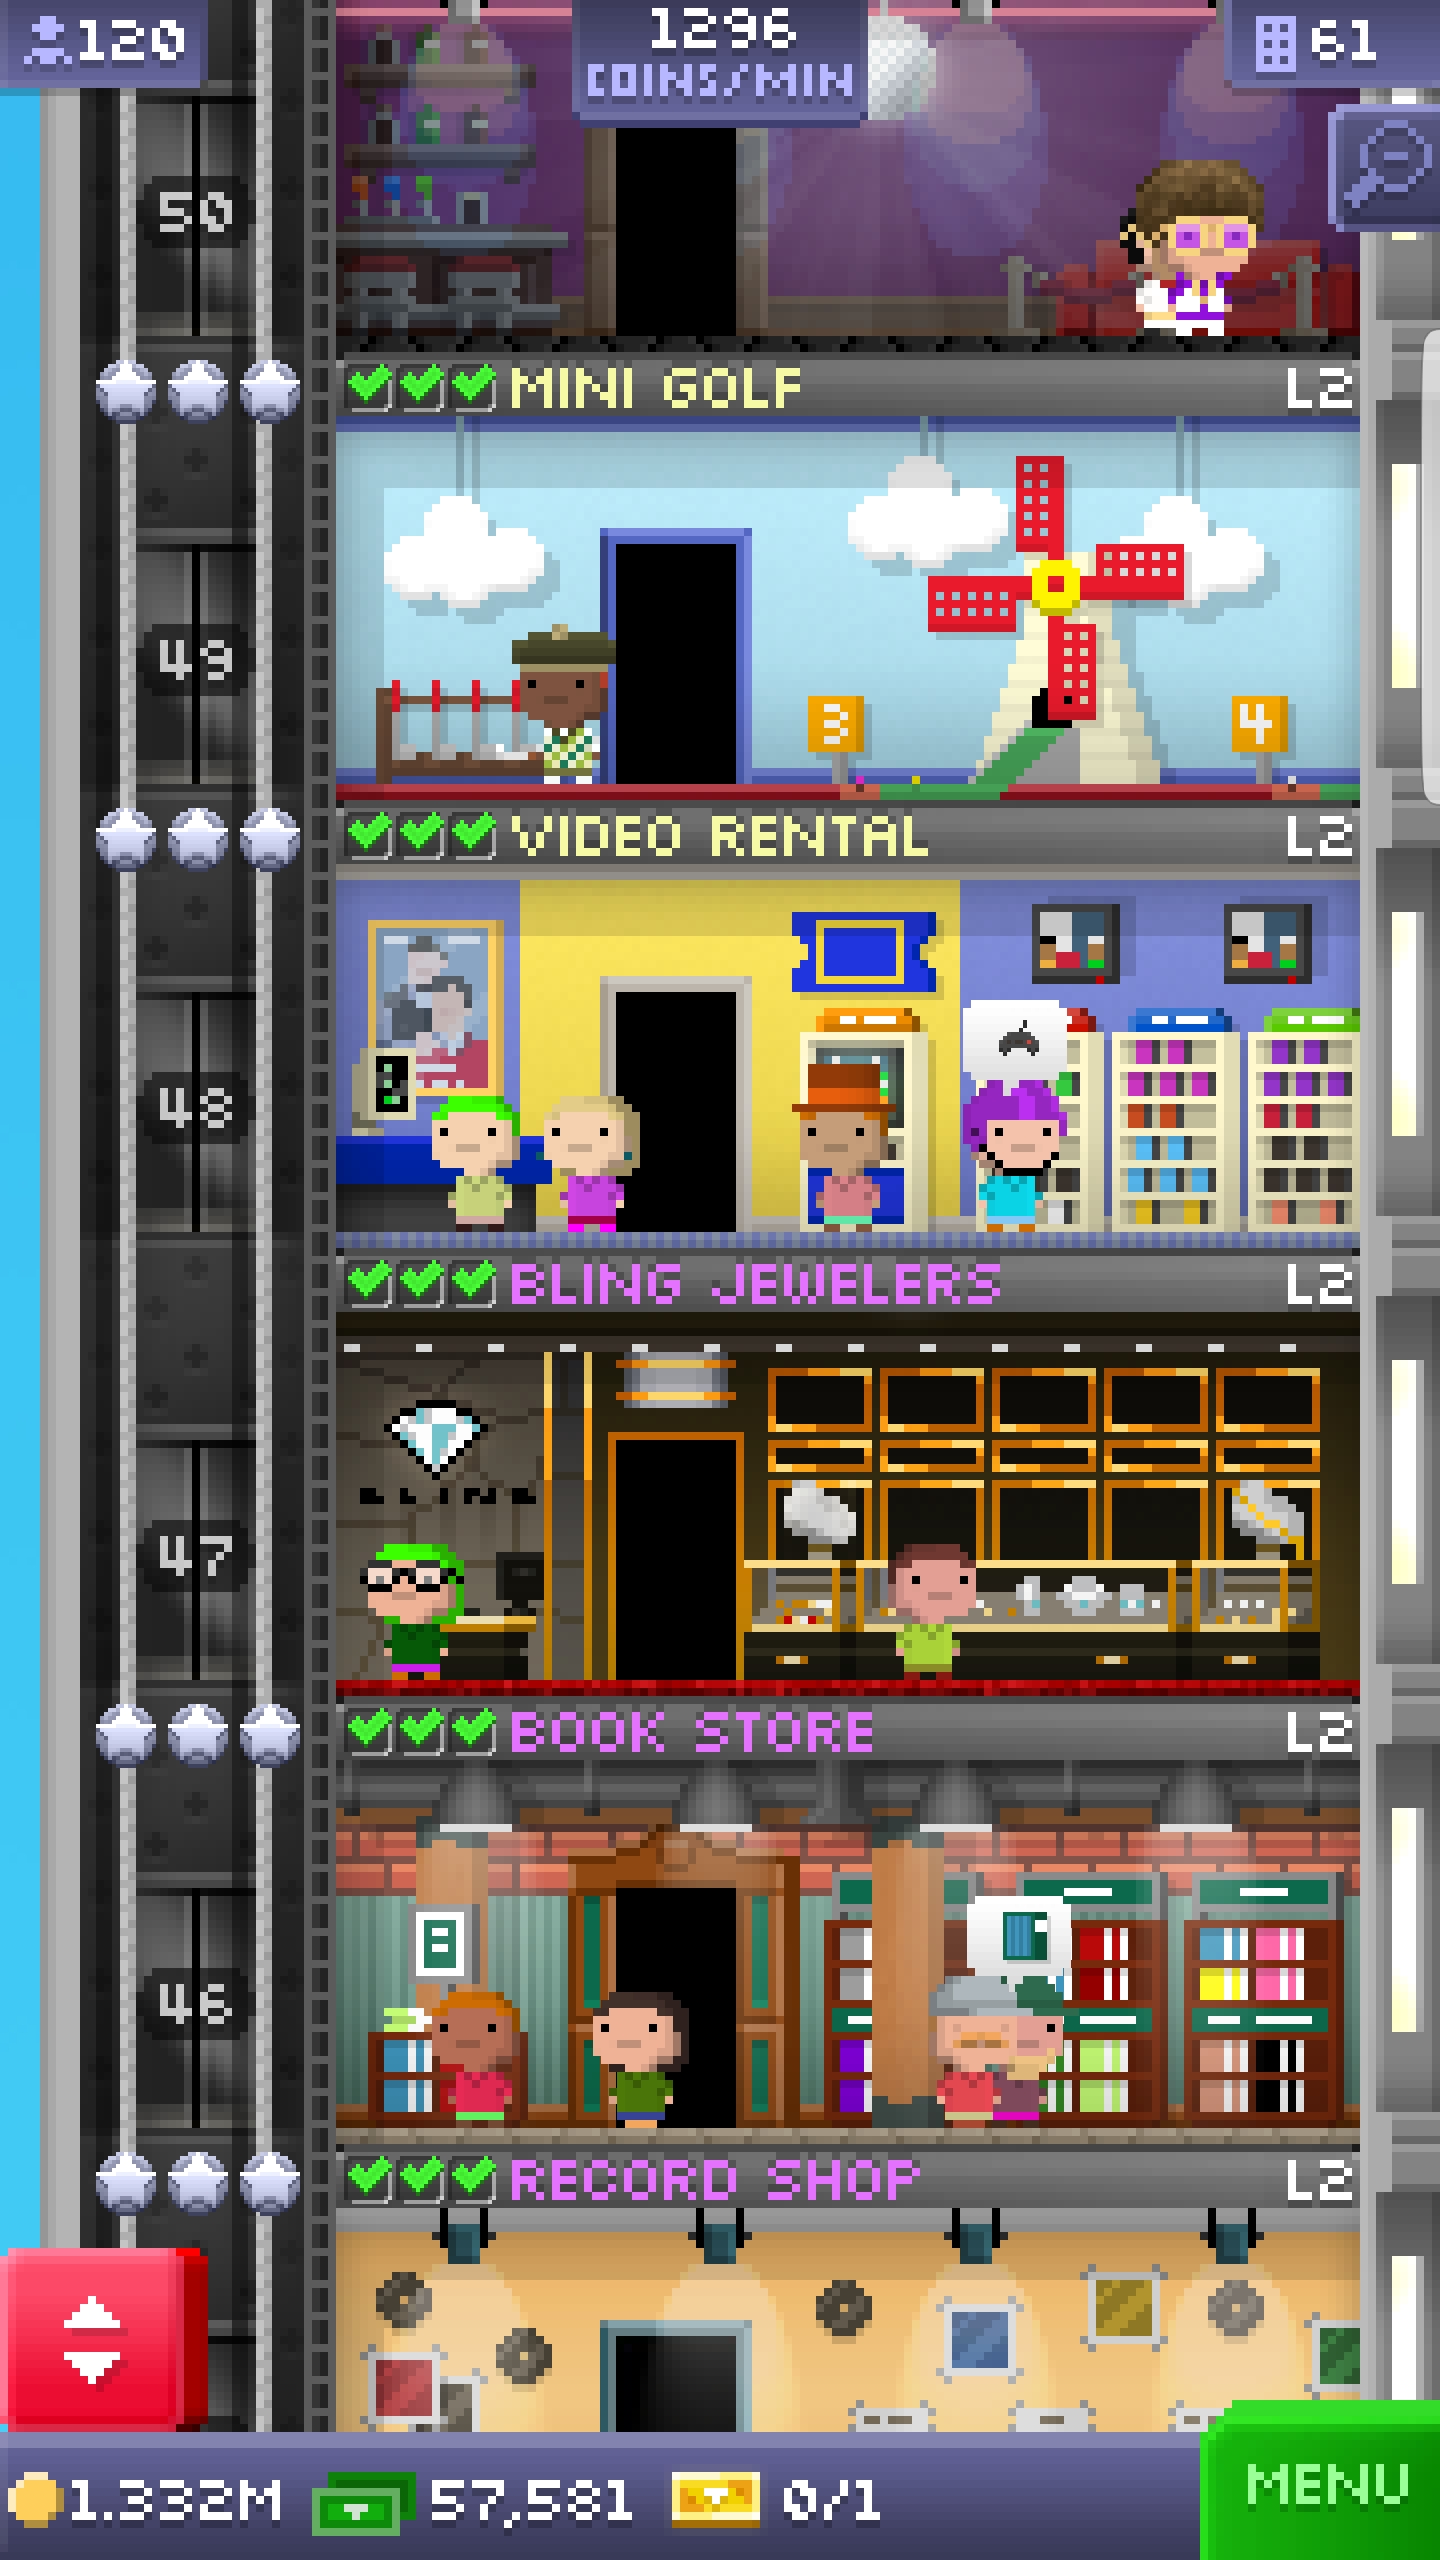 120
1296
COINS/MIN
61
50
MINI GOLF
L2
49
3
4
VIDEO RENTAL
L2
48
BLING JEWELERS
L2
BLING
47
BOOK STORE
L2
8
46
RECORD SHOP
L2
1.332M
57,581
0/1
MENU